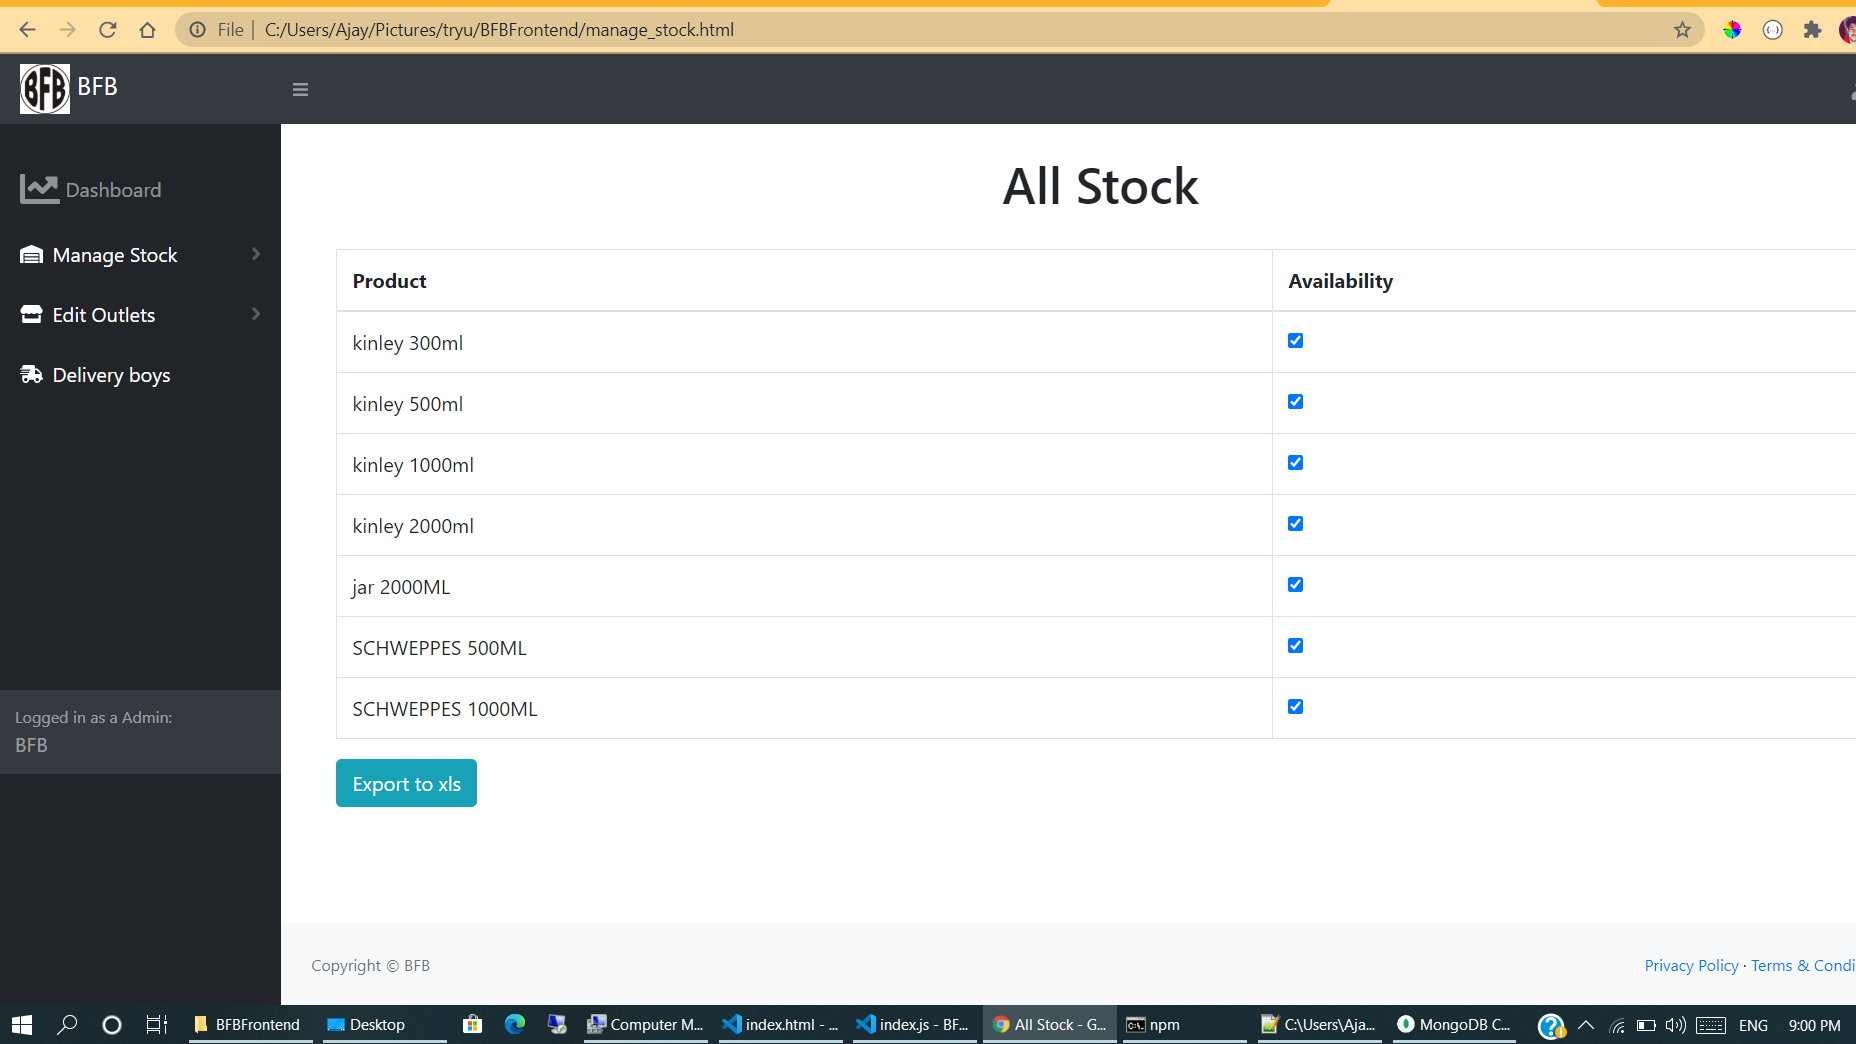 File | C:/Users/Ajay/Pictures/tryu/BFBFrontend/manage_stock.html
BFB BFB
Dashboard
Manage Stock
Edit Outlets
Delivery boys
Logged in as a Admin:
BFB
All Stock
Product Availability
kinley 300ml
kinley 500ml
kinley 1000ml
kinley 2000ml
jar 2000ML
SCHWEPPES 500ML
SCHWEPPES 1000ML
Export to xls
Copyright © BFB Privacy Policy · Terms & Condi
BFBFrontend Desktop Computer M... index.html - ... index.js - BF... All Stock - G... npm C:\Users\Aja... MongoDB C... ENG 9:00 PM